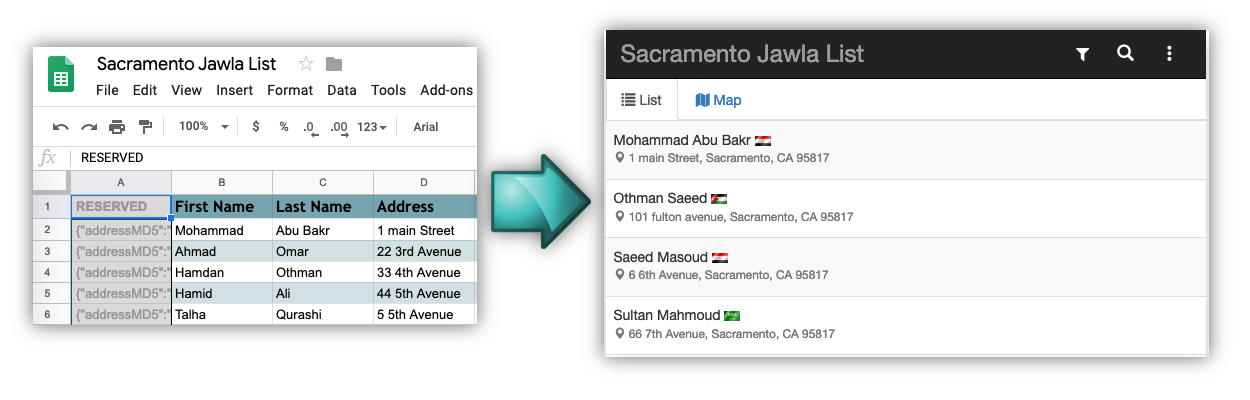 Sacramento Jawla List
File Edit View Insert Format Data Tools Add-ons
100% $ % .0 .00 123 Arial
fx RESERVED
A B C D
1 RESERVED First Name Last Name Address
2 {"addressMD5":" Mohammad Abu Bakr 1 main Street
3 {"addressMD5":" Ahmad Omar 22 3rd Avenue
4 {"addressMD5":" Hamdan Othman 33 4th Avenue
5 {"addressMD5":" Hamid Ali 44 5th Avenue
6 {"addressMD5":" Talha Qurashi 5 5th Avenue
Sacramento Jawla List
List Map
Mohammad Abu Bakr
1 main Street, Sacramento, CA 95817
Othman Saeed
101 fulton avenue, Sacramento, CA 95817
Saeed Masoud
6 6th Avenue, Sacramento, CA 95817
Sultan Mahmoud
66 7th Avenue, Sacramento, CA 95817